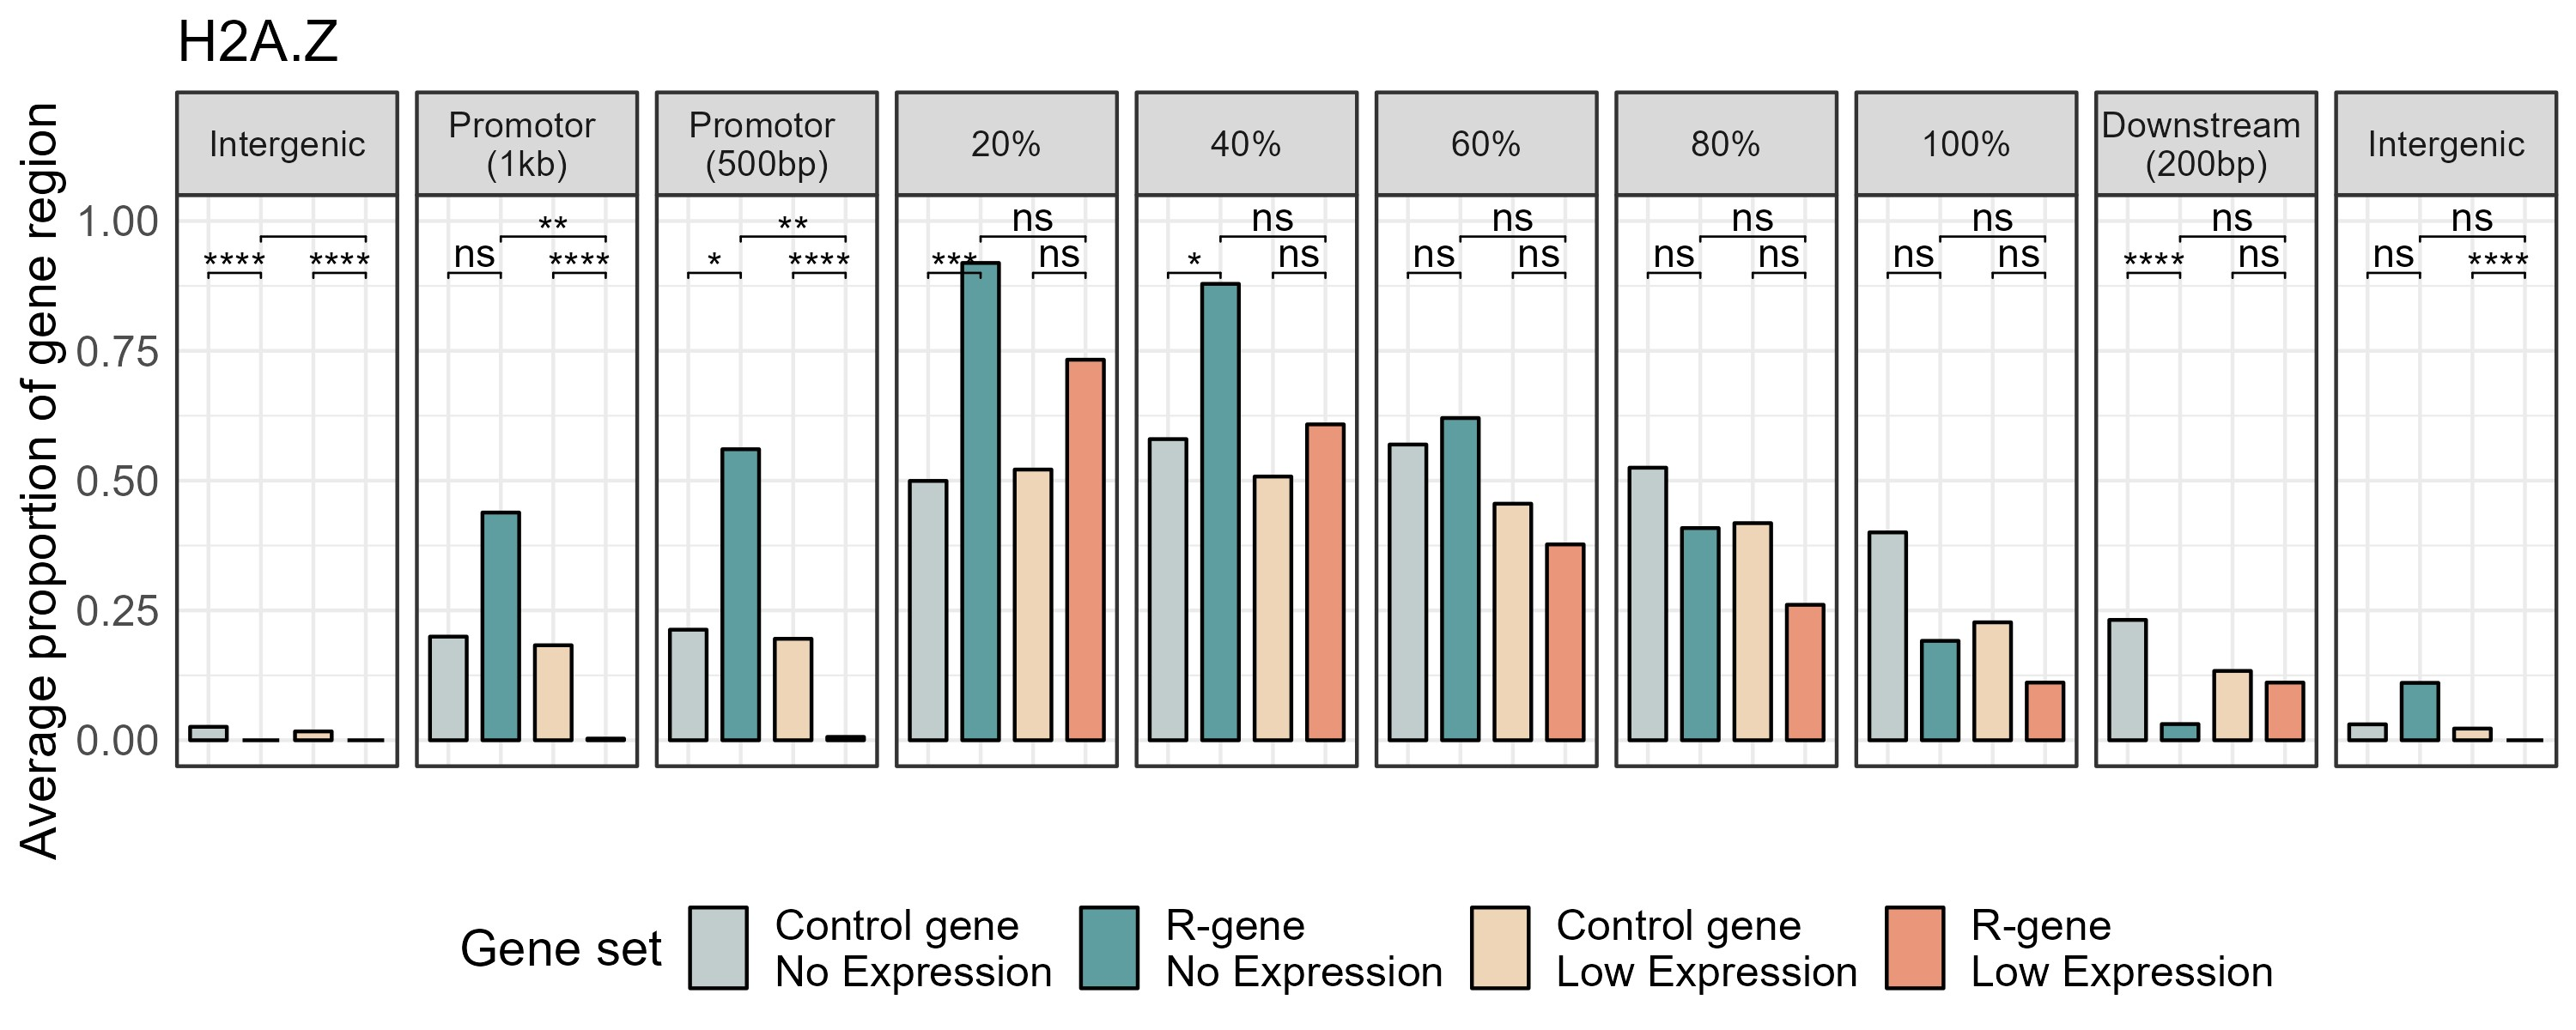 H2A.Z
Average proportion of gene region
Intergenic
Promotor
(1kb)
Promotor
(500bp)
20%
40%
60%
80%
100%
Downstream
(200bp)
Intergenic
1.00
0.75
0.50
0.25
0.00
**** ****
** ns ****
** * ****
ns *** ns
ns * ns
ns ns ns
ns ns ns
ns ns ns
ns **** ns
ns ns ****
Gene set
Control gene
No Expression
R-gene
No Expression
Control gene
Low Expression
R-gene
Low Expression